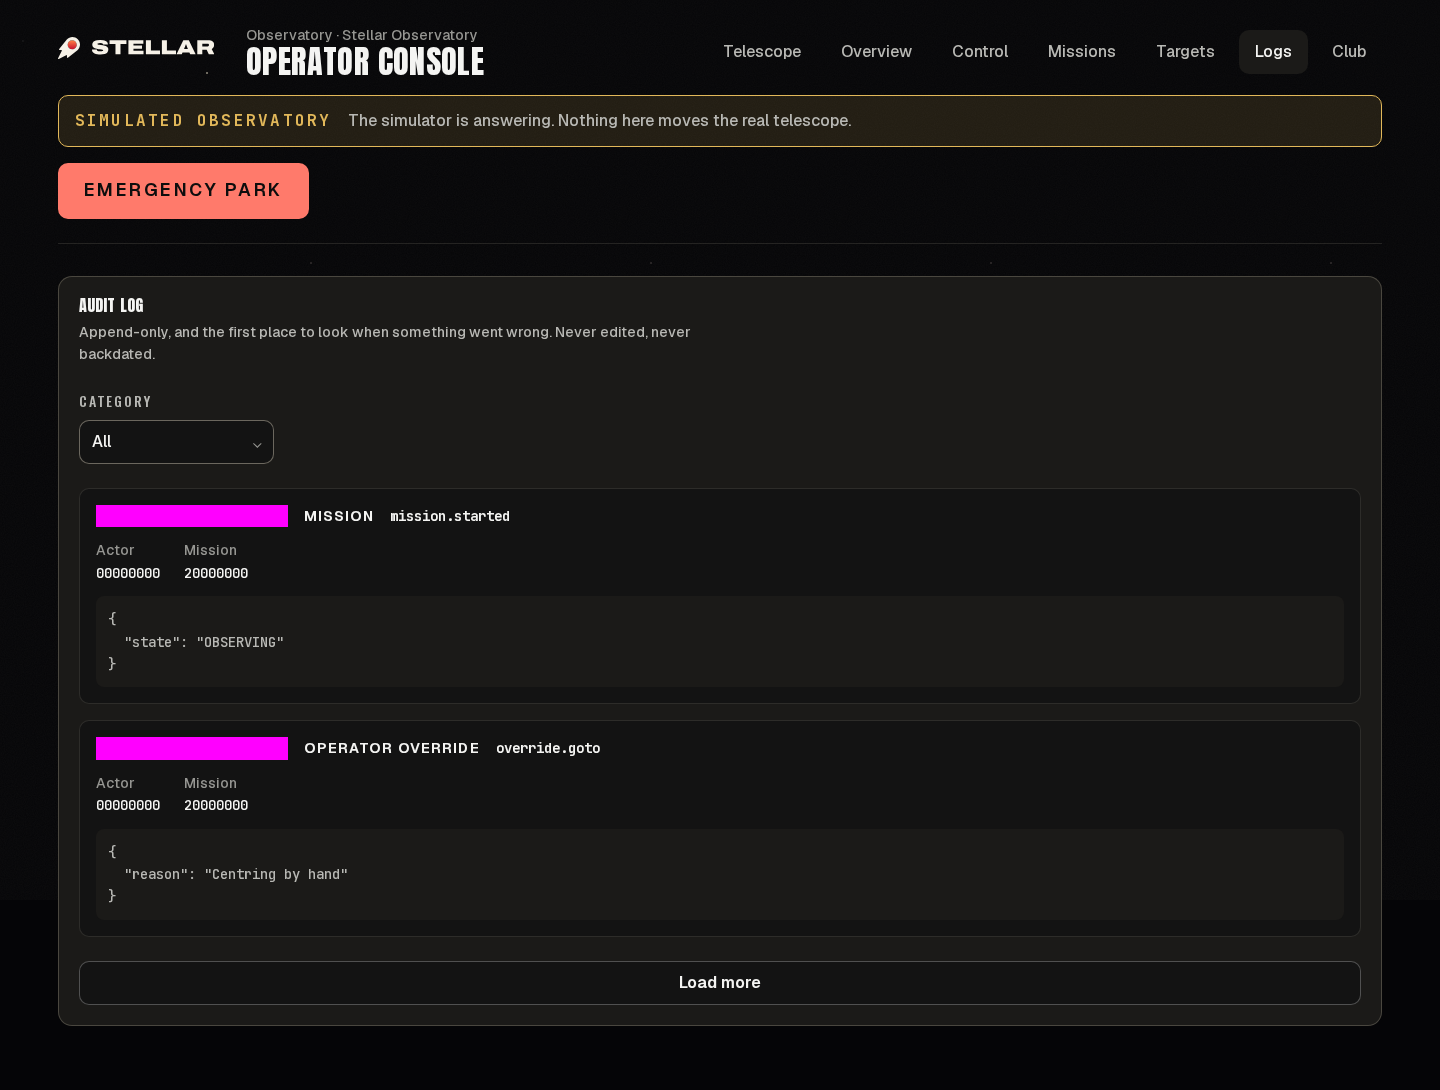 STELLAR
Observatory · Stellar Observatory
OPERATOR CONSOLE
Telescope
Overview
Control
Missions
Targets
Logs
Club
SIMULATED OBSERVATORY The simulator is answering. Nothing here moves the real telescope.
EMERGENCY PARK
AUDIT LOG
Append-only, and the first place to look when something went wrong. Never edited, never
backdated.
CATEGORY
All
MISSION mission.started
Actor Mission
00000000 20000000
{
"state": "OBSERVING"
}
OPERATOR OVERRIDE override.goto
Actor Mission
00000000 20000000
{
"reason": "Centring by hand"
}
Load more